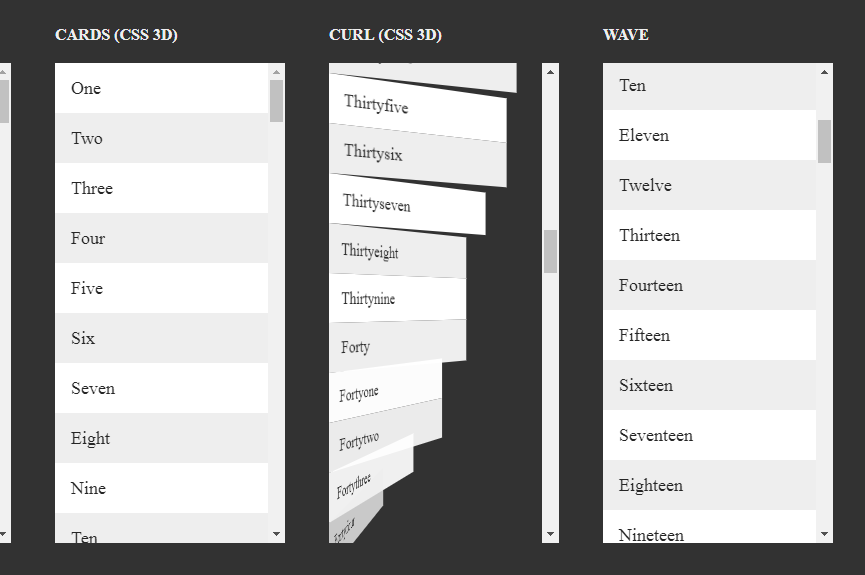 CARDS (CSS 3D)
One
Two
Three
Four
Five
Six
Seven
Eight
Nine
Ten
CURL (CSS 3D)
Thirtyfive
Thirtysix
Thirtyseven
Thirtyeight
Thirtynine
Forty
Fortyone
Fortytwo
Fortythree
WAVE
Ten
Eleven
Twelve
Thirteen
Fourteen
Fifteen
Sixteen
Seventeen
Eighteen
Nineteen